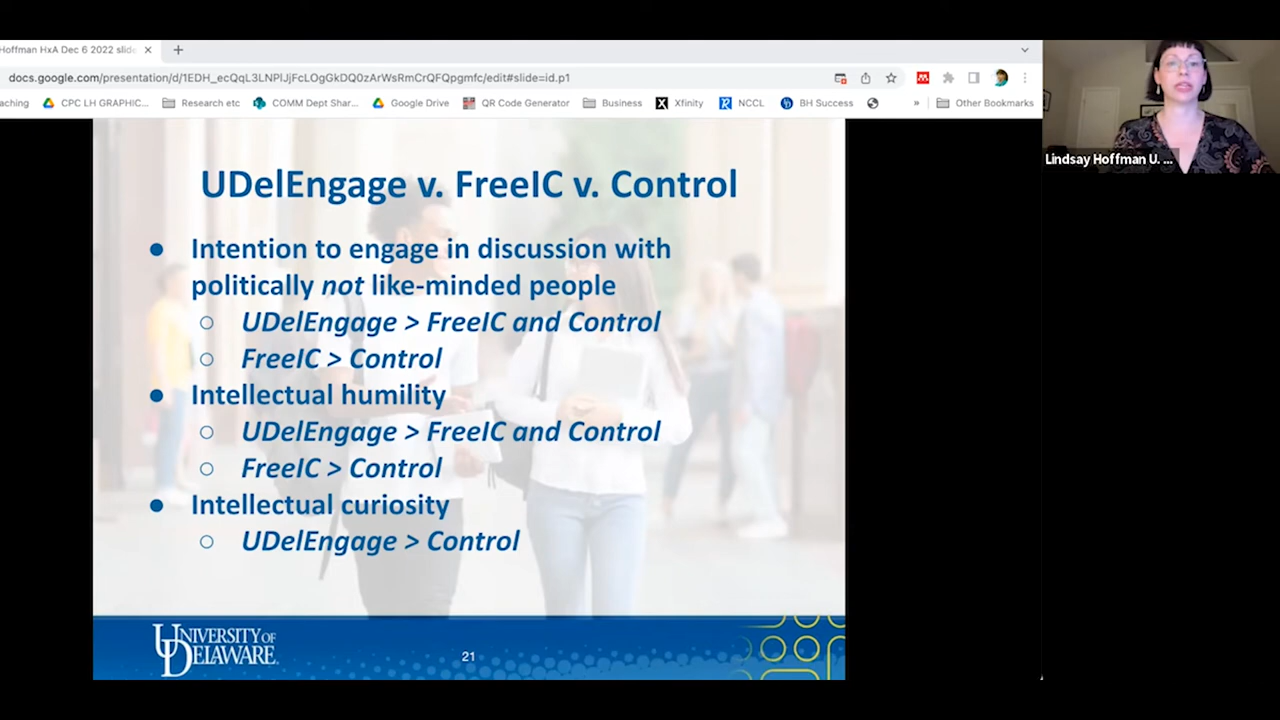 Hoffman HxA Dec 6 2022 slide
docs.google.com/presentation/d/1EDH_ecQqL3LNPlJjFcLOgGkDQ0zArWsRmCrQFQpgmfc/edit#slide=id.p1
aching CPC LH GRAPHIC... Research etc COMM Dept Shar... Google Drive QR Code Generator Business Xfinity NCCL BH Success » Other Bookmarks
Lindsay Hoffman U. ...
UDelEngage v. FreeIC v. Control
● Intention to engage in discussion with
politically not like-minded people
○ UDelEngage > FreeIC and Control
○ FreeIC > Control
● Intellectual humility
○ UDelEngage > FreeIC and Control
○ FreeIC > Control
● Intellectual curiosity
○ UDelEngage > Control
UNIVERSITY OF
DELAWARE.
21